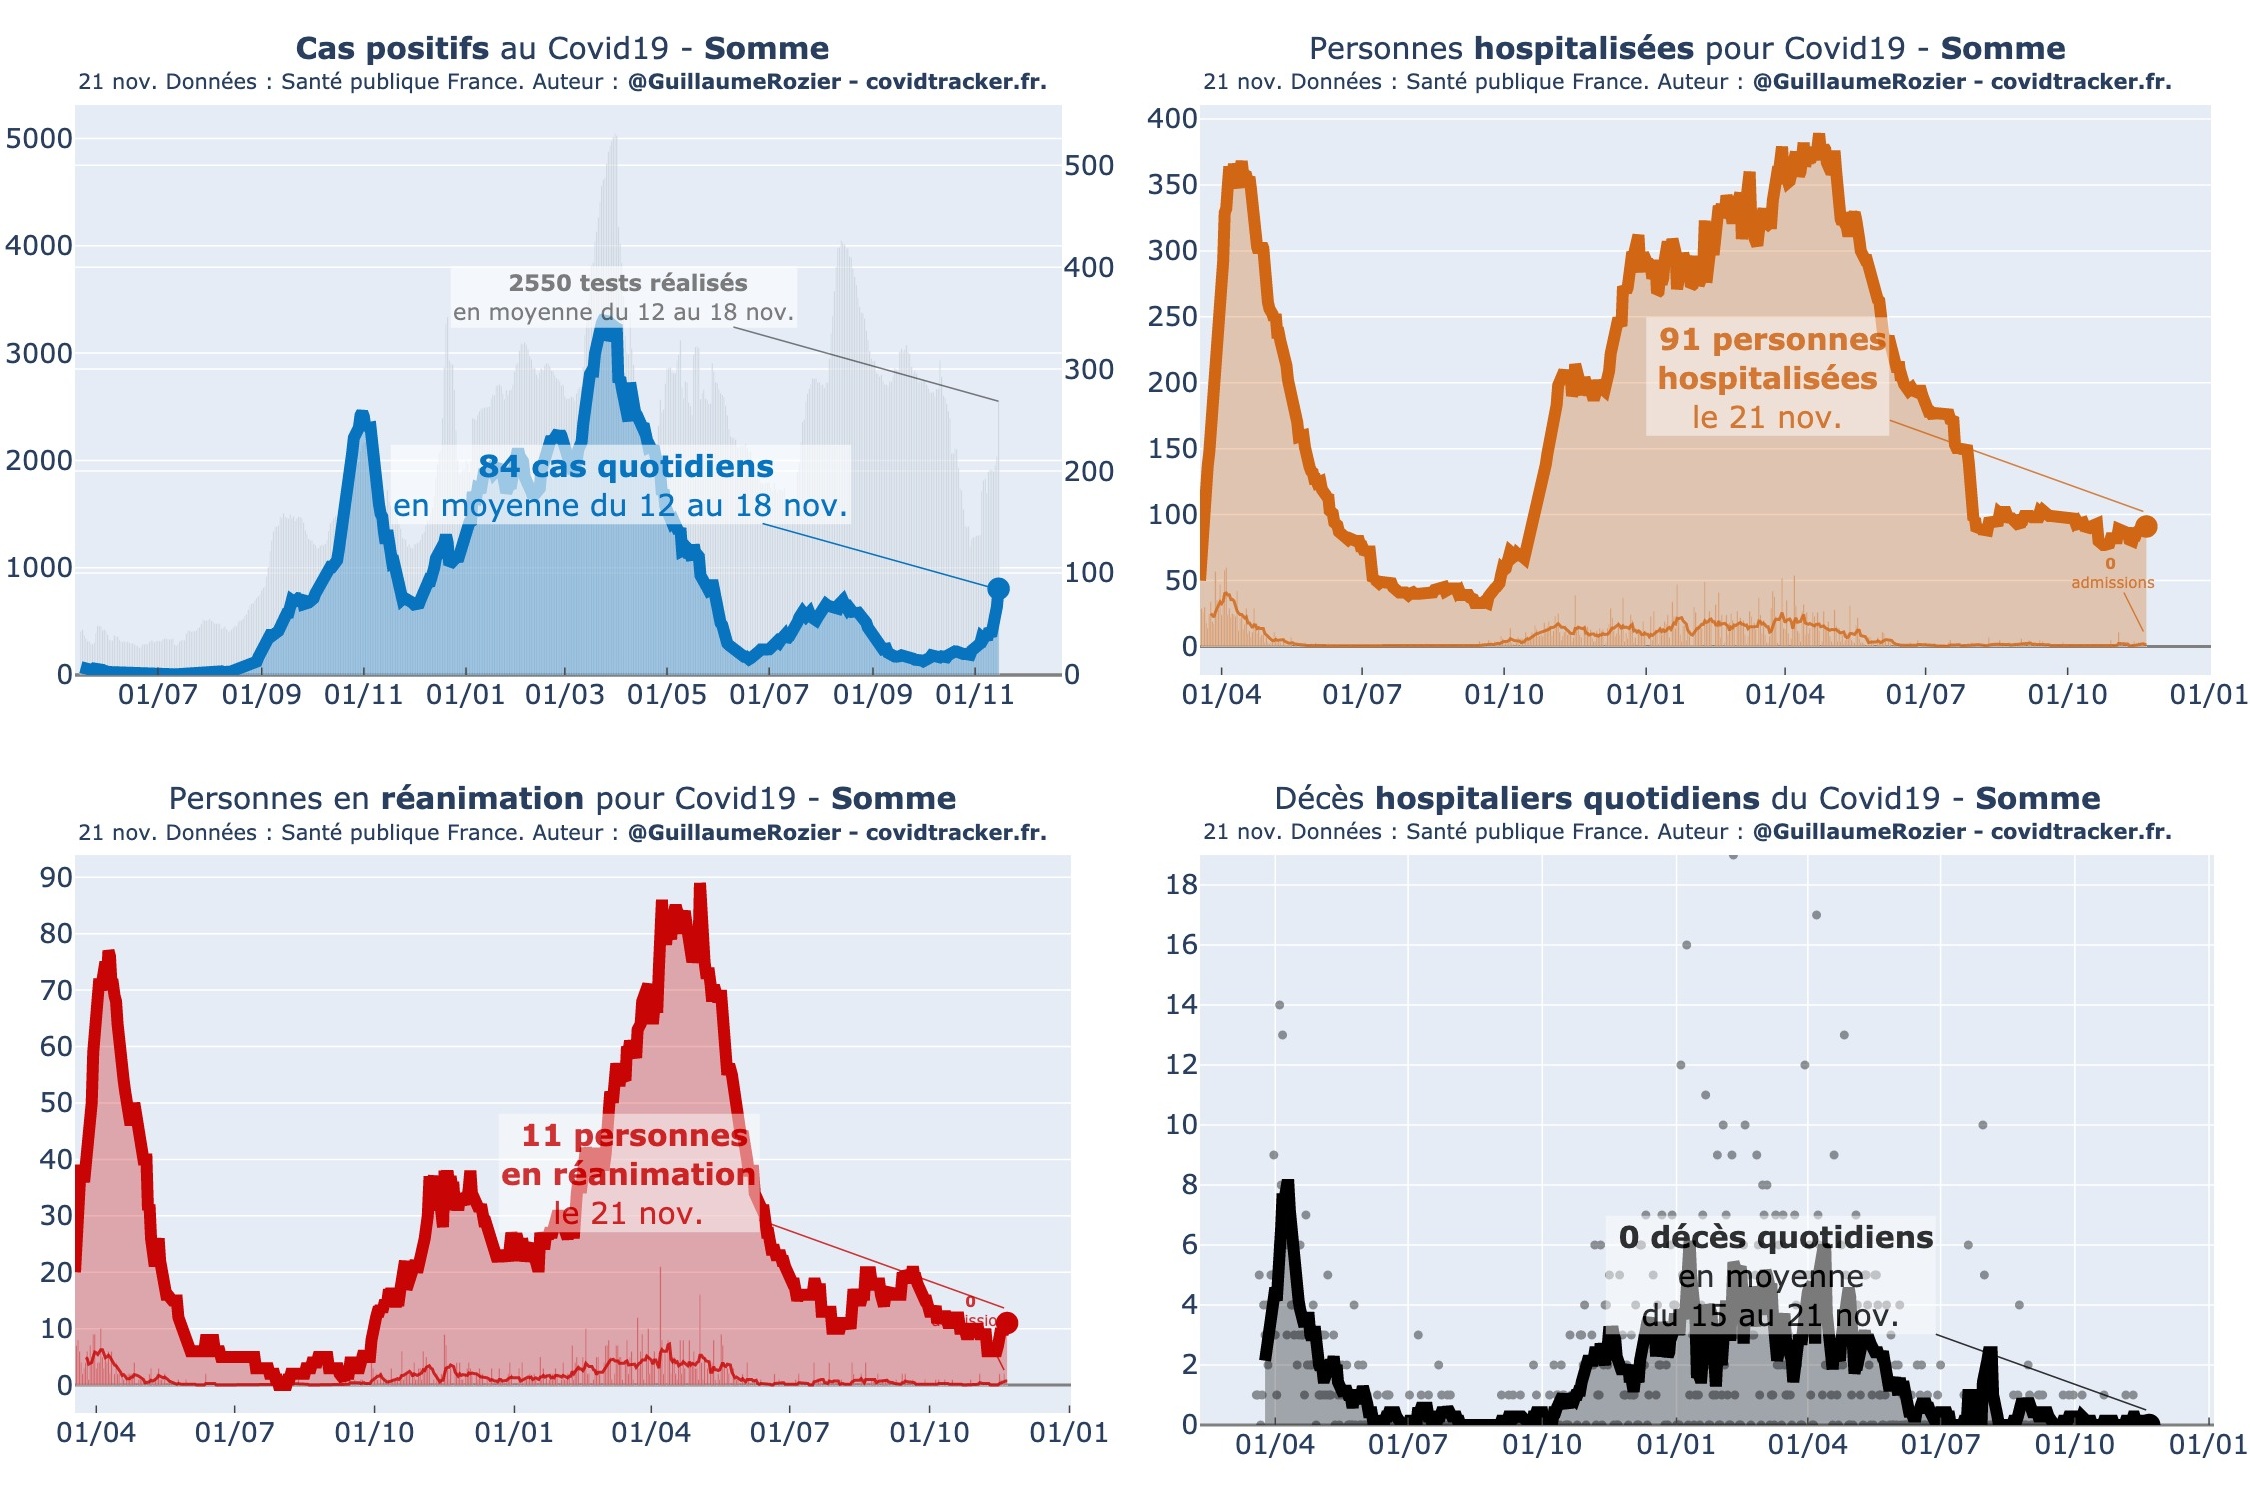 Cas positifs au Covid19 - Somme
21 nov. Données : Santé publique France. Auteur : @GuillaumeRozier - covidtracker.fr.
5000
4000
3000
2000
1000
0
500
400
300
200
100
0
2550 tests réalisés
en moyenne du 12 au 18 nov.
84 cas quotidiens
en moyenne du 12 au 18 nov.
01/07 01/09 01/11 01/01 01/03 01/05 01/07 01/09 01/11
Personnes hospitalisées pour Covid19 - Somme
21 nov. Données : Santé publique France. Auteur : @GuillaumeRozier - covidtracker.fr.
400
350
300
250
200
150
100
50
0
91 personnes
hospitalisées
le 21 nov.
0
admissions
01/04 01/07 01/10 01/01 01/04 01/07 01/10 01/01
Personnes en réanimation pour Covid19 - Somme
21 nov. Données : Santé publique France. Auteur : @GuillaumeRozier - covidtracker.fr.
90
80
70
60
50
40
30
20
10
0
11 personnes
en réanimation
le 21 nov.
0
01/04 01/07 01/10 01/01 01/04 01/07 01/10 01/01
Décès hospitaliers quotidiens du Covid19 - Somme
21 nov. Données : Santé publique France. Auteur : @GuillaumeRozier - covidtracker.fr.
18
16
14
12
10
8
6
4
2
0
0 décès quotidiens
en moyenne
du 15 au 21 nov.
01/04 01/07 01/10 01/01 01/04 01/07 01/10 01/01